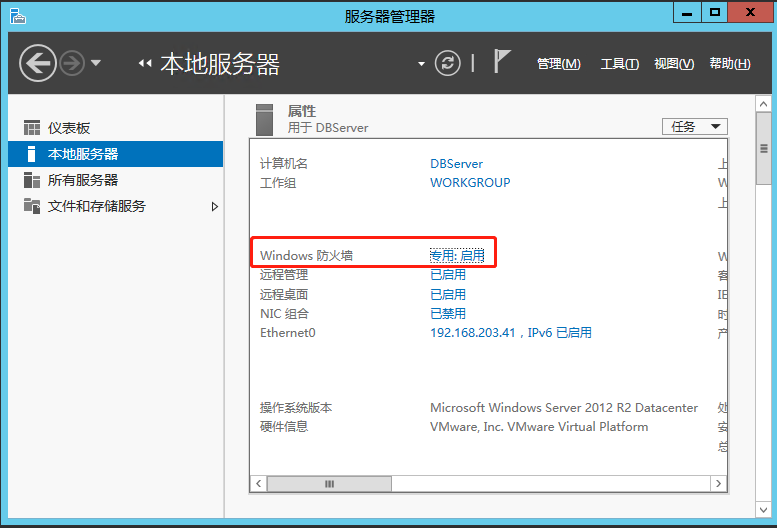 服务器管理器
本地服务器
管理(M) 工具(T) 视图(V) 帮助(H)
仪表板
本地服务器
所有服务器
文件和存储服务
属性
用于 DBServer
任务
计算机名 DBServer 上
工作组 WORKGROUP W
上
Windows 防火墙 专用: 启用 W
远程管理 已启用 客
远程桌面 已启用 IE
NIC 组合 已禁用 时
Ethernet0 192.168.203.41，IPv6 已启用 产
操作系统版本 Microsoft Windows Server 2012 R2 Datacenter 处
硬件信息 VMware, Inc. VMware Virtual Platform 安
总